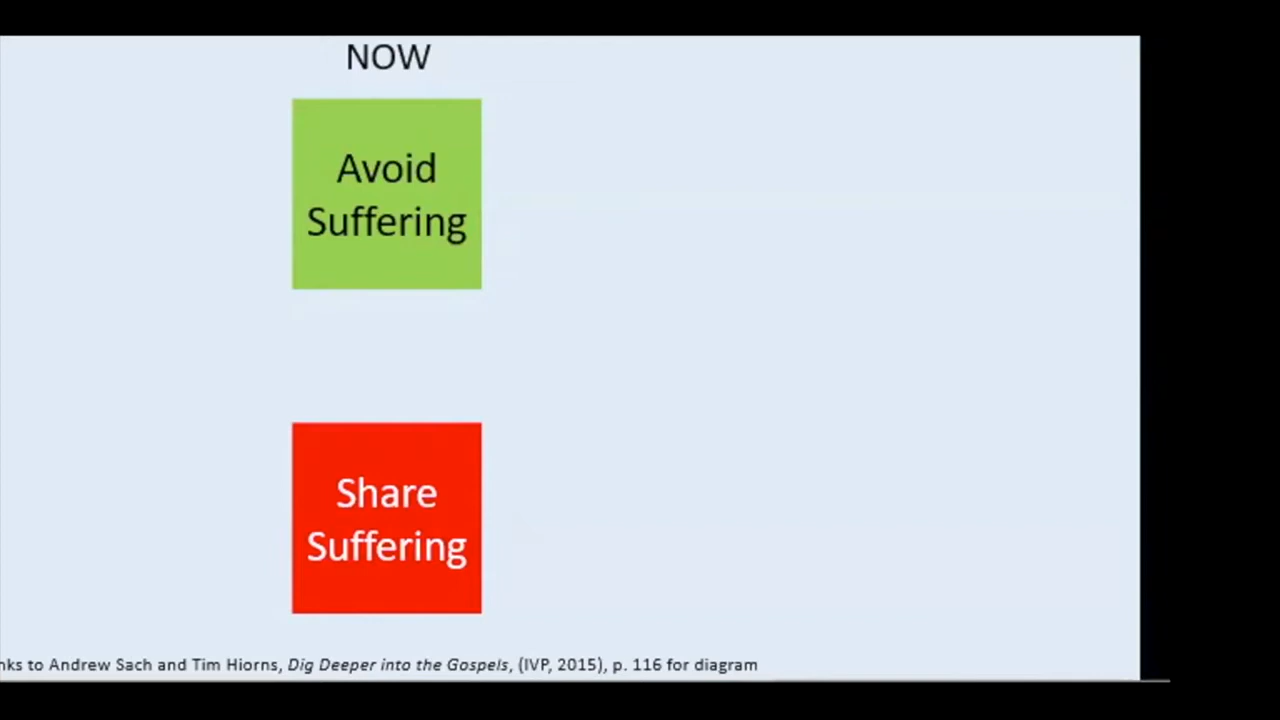 NOW
Avoid
Suffering
Share
Suffering
to Andrew Sach and Tim Hiorns, Dig Deeper into the Gospels, (IVP, 2015), p. 116 for diagram